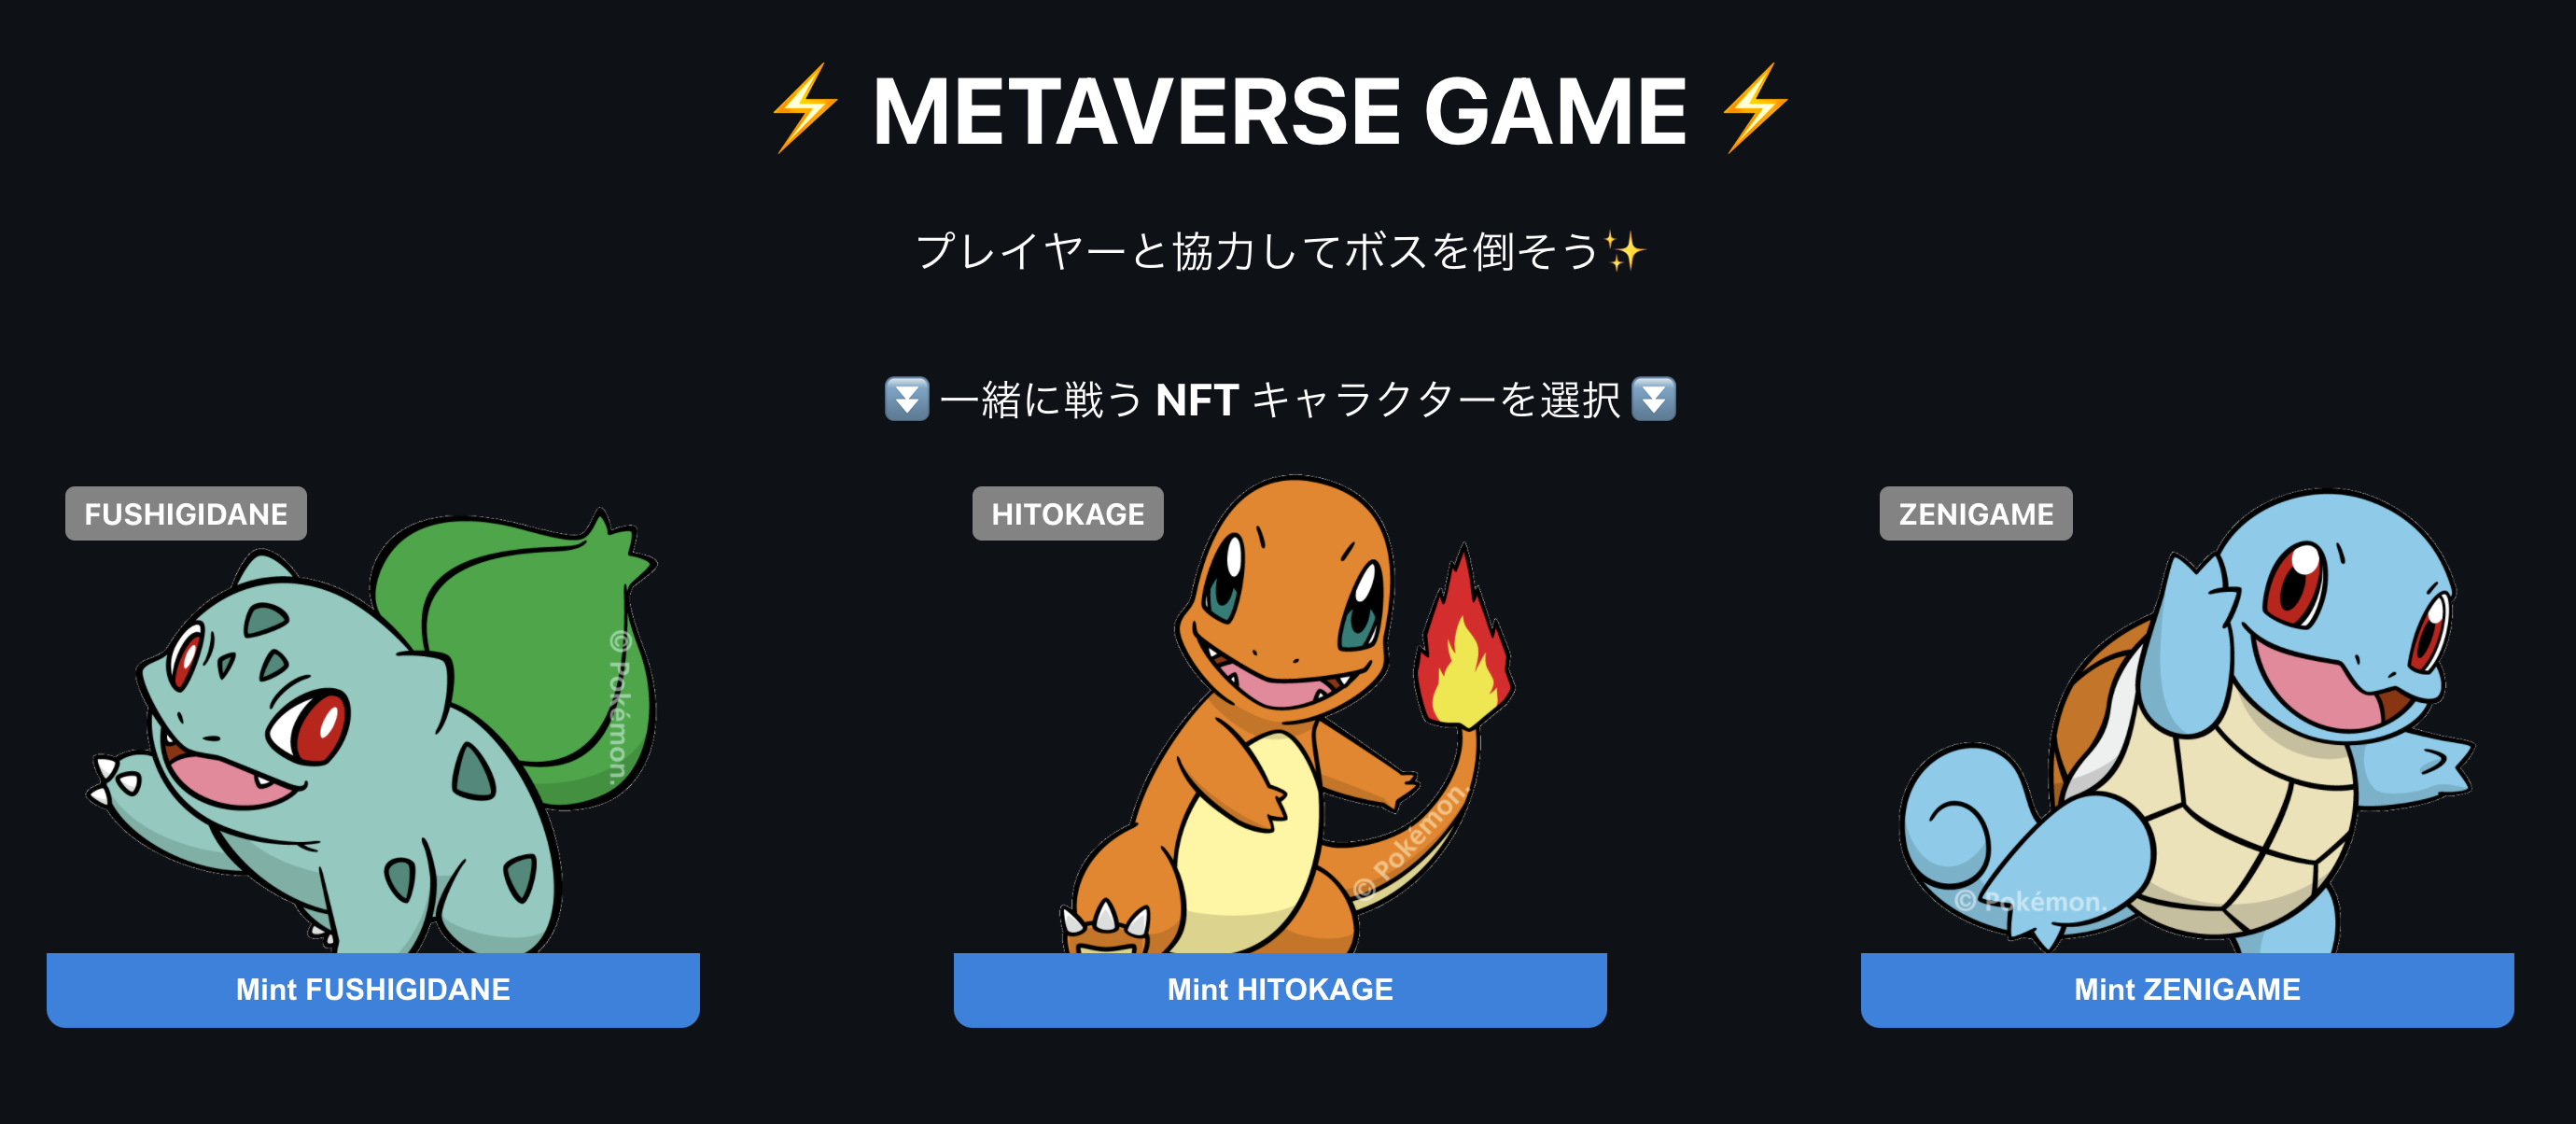 ⚡ METAVERSE GAME ⚡
プレイヤーと協力してボスを倒そう✨
⏬ 一緒に戦う NFT キャラクターを選択 ⏬
FUSHIGIDANE
HITOKAGE
ZENIGAME
© Pokémon.
© Pokémon.
© Pokémon.
Mint FUSHIGIDANE
Mint HITOKAGE
Mint ZENIGAME